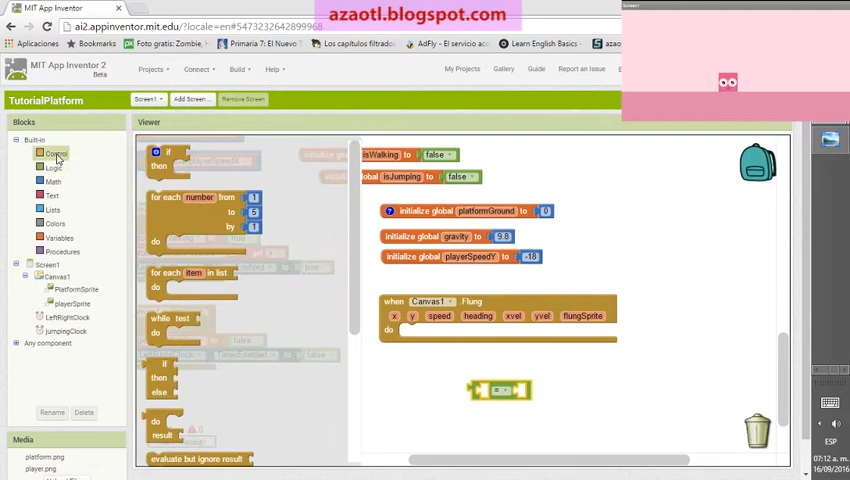 MIT App Inventor 2
azaotl.blogspot.com
Screen1
ai2.appinventor.mit.edu/?locale=en#5473232642899968
Aplicaciones
Bookmark
Foto gratis: Zombie, H
Primaria 7: El Nuevo T
Los capítulos filtrados
AdFly - El servicio ac
Learn English Basics
azaotl
MIT App Inventor 2
Beta
Projects
Connect
Build
Help
My Projects
Gallery
Guide
Report an Issue
TutorialPlatform
Screen1
Add Screen ...
Remove Screen
Blocks
Viewer
Built-in
Control
Logic
Math
Text
Lists
Colors
Variables
Procedures
Screen1
Canvas1
PlatformSprite
playerSprite
LeftRightClock
jumpingClock
Any component
Rename
Delete
Media
platform.png
player.png
if
then
for each number from 1
to 5
by 1
do
for each item in list
do
while test
do
if
then
else
do
result
evaluate but ignore result
isWalking to false
isJumping to false
initialize global platformGround to 0
initialize global gravity to 9.8
initialize global playerSpeedY to -18
when Canvas1 .Flung
x y speed heading xvel yvel flungSprite
do
=
ESP
07:12 a. m.
16/09/2016